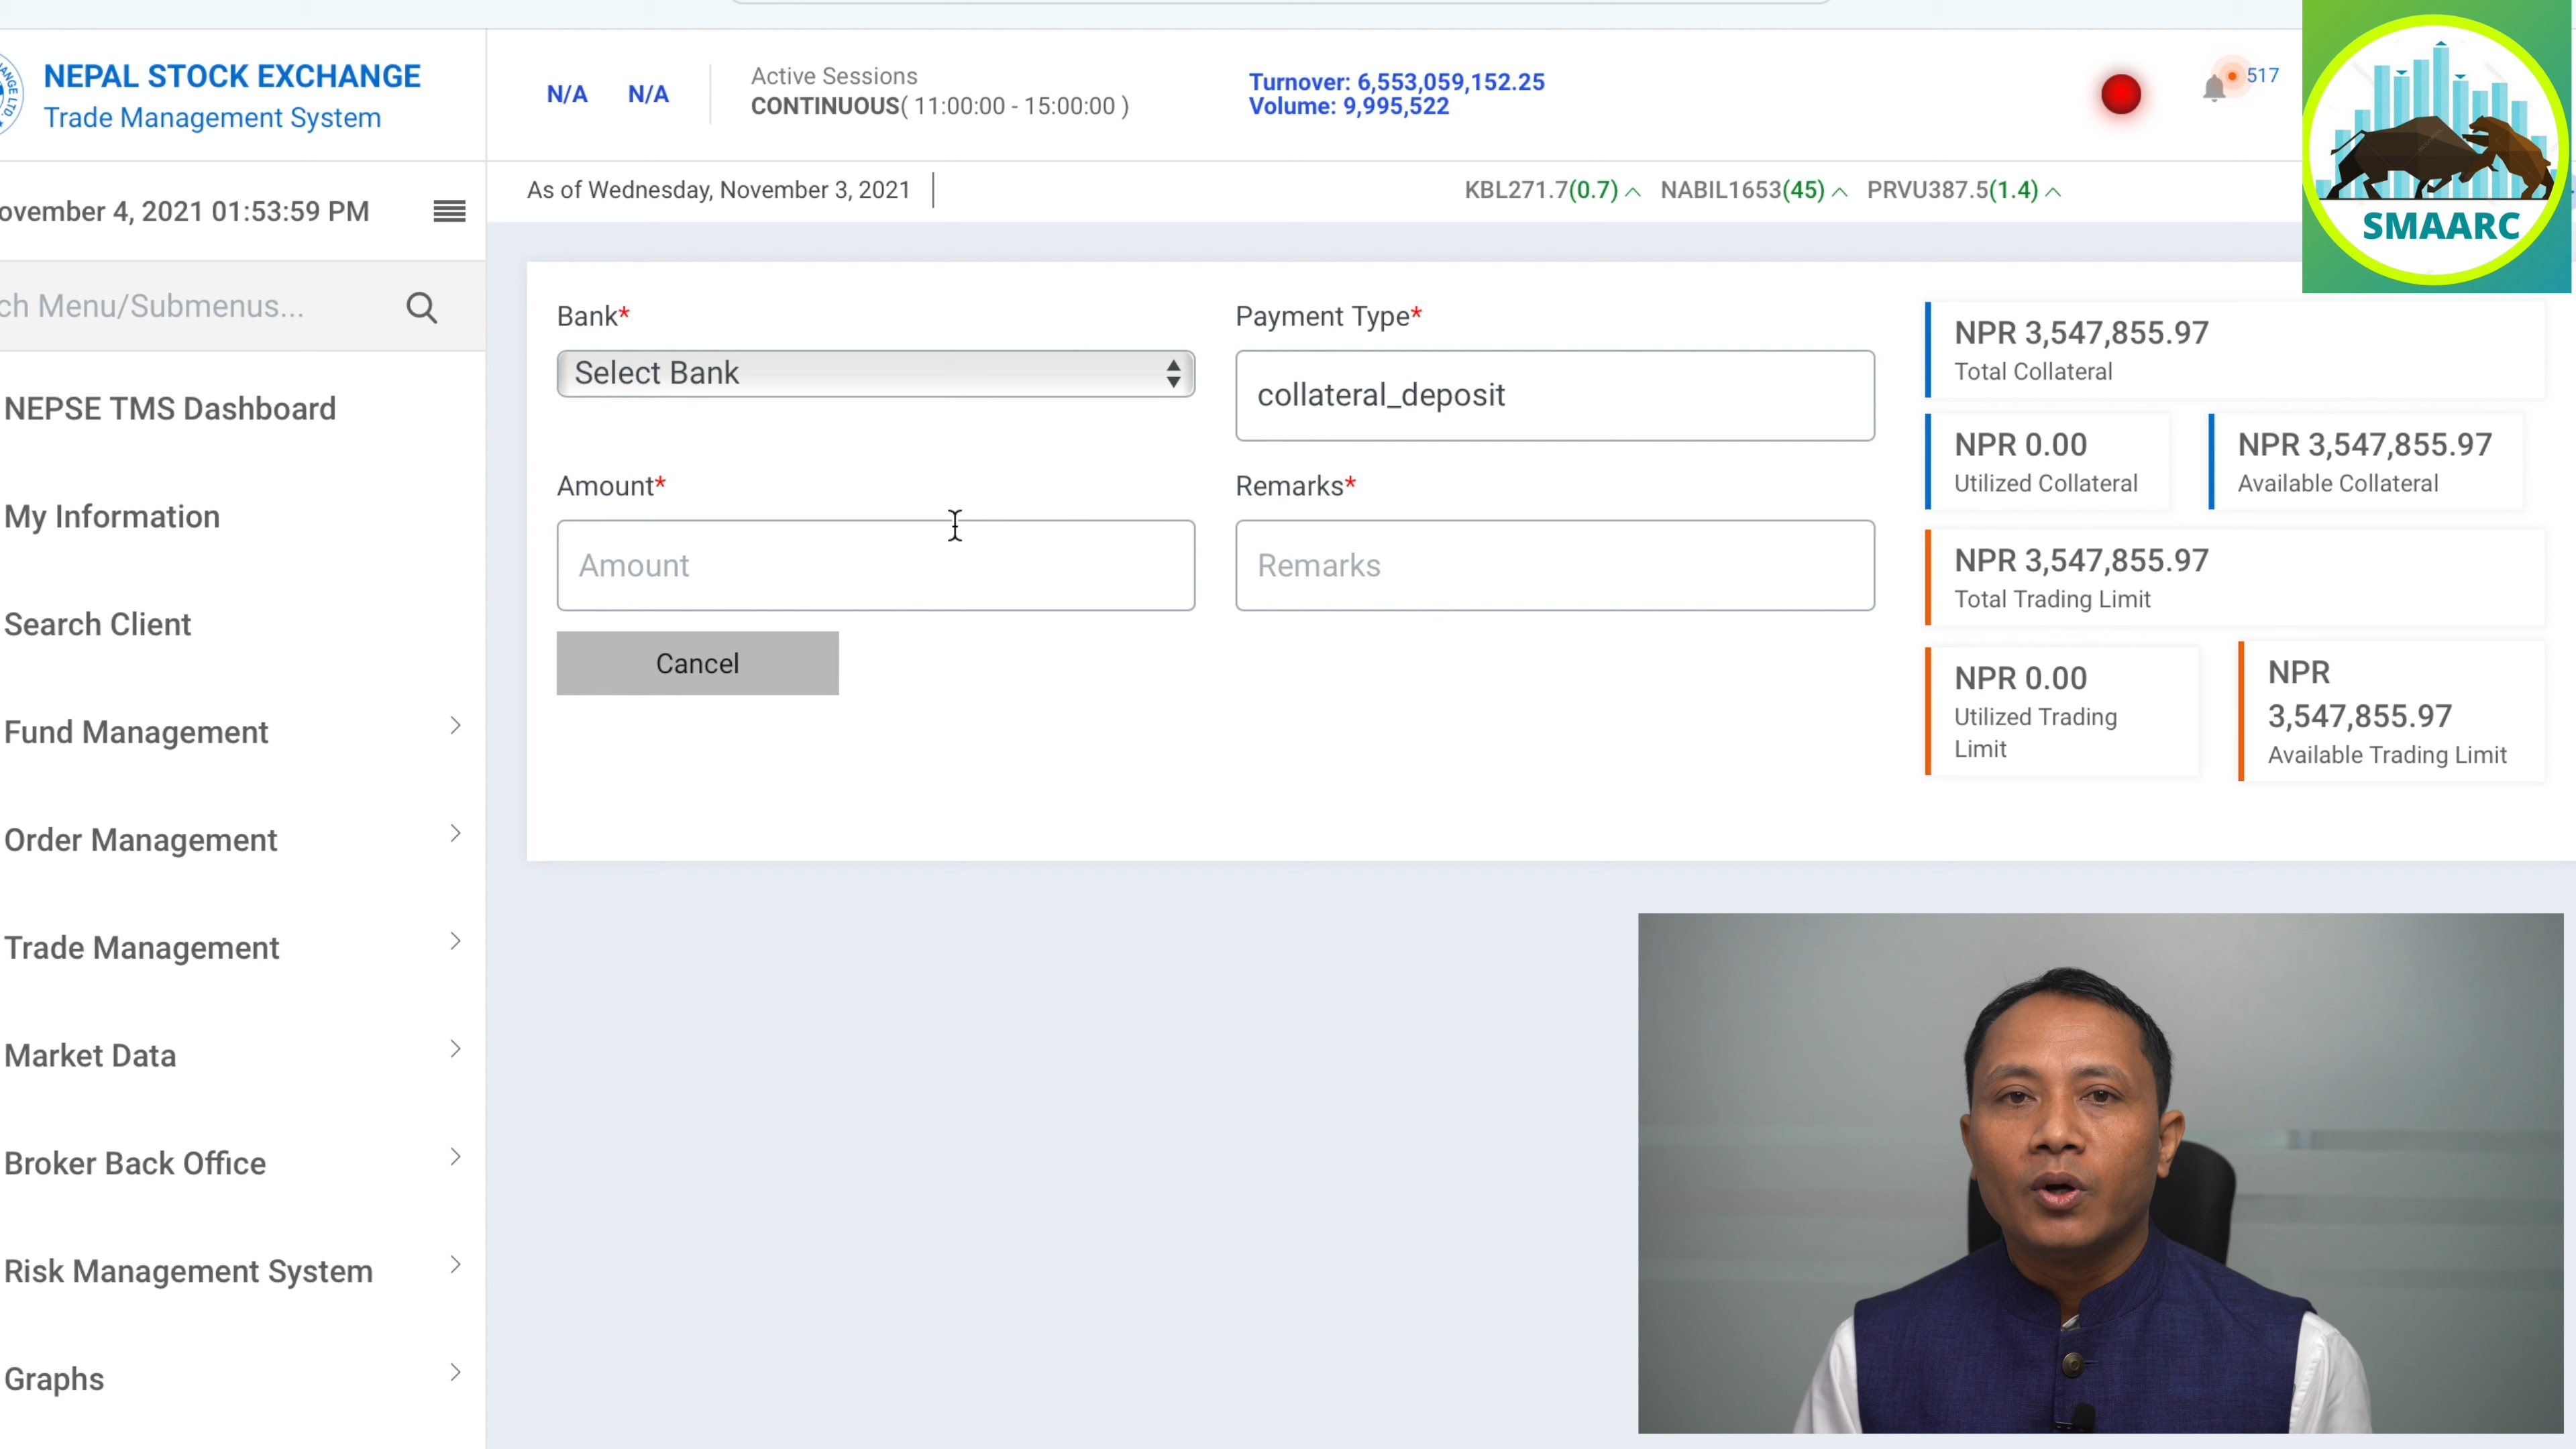 NEPAL STOCK EXCHANGE
Trade Management System
N/A N/A
Active Sessions
CONTINUOUS( 11:00:00 - 15:00:00 )
Turnover: 6,553,059,152.25
Volume: 9,995,522
517
SMAARC
ovember 4, 2021 01:53:59 PM
As of Wednesday, November 3, 2021
KBL271.7(0.7) NABIL1653(45) PRVU387.5(1.4)
ch Menu/Submenus...
NEPSE TMS Dashboard
My Information
Search Client
Fund Management
Order Management
Trade Management
Market Data
Broker Back Office
Risk Management System
Graphs
Bank*
Select Bank
Payment Type*
collateral_deposit
Amount*
Amount
Remarks*
Remarks
Cancel
NPR 3,547,855.97
Total Collateral
NPR 0.00
Utilized Collateral
NPR 3,547,855.97
Available Collateral
NPR 3,547,855.97
Total Trading Limit
NPR 0.00
Utilized Trading
Limit
NPR
3,547,855.97
Available Trading Limit